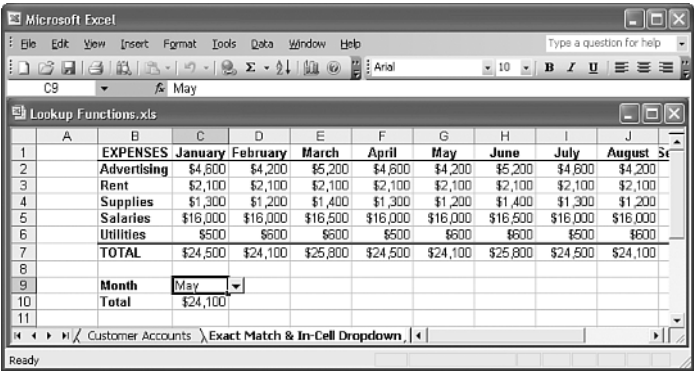 Microsoft Excel
File Edit View Insert Format Tools Data Window Help Type a question for help
Arial 10 B I U
C9 fx May
Lookup Functions.xls
A B C D E F G H I J
1 EXPENSES January February March April May June July August Se
2 Advertising $4,600 $4,200 $5,200 $4,600 $4,200 $5,200 $4,600 $4,200
3 Rent $2,100 $2,100 $2,100 $2,100 $2,100 $2,100 $2,100 $2,100
4 Supplies $1,300 $1,200 $1,400 $1,300 $1,200 $1,400 $1,300 $1,200
5 Salaries $16,000 $16,000 $16,500 $16,000 $16,000 $16,500 $16,000 $16,000
6 Utilities $500 $600 $600 $500 $600 $600 $500 $600
7 TOTAL $24,500 $24,100 $25,800 $24,500 $24,100 $25,800 $24,500 $24,100
8
9 Month May
10 Total $24,100
11
Customer Accounts Exact Match & In-Cell Dropdown
Ready